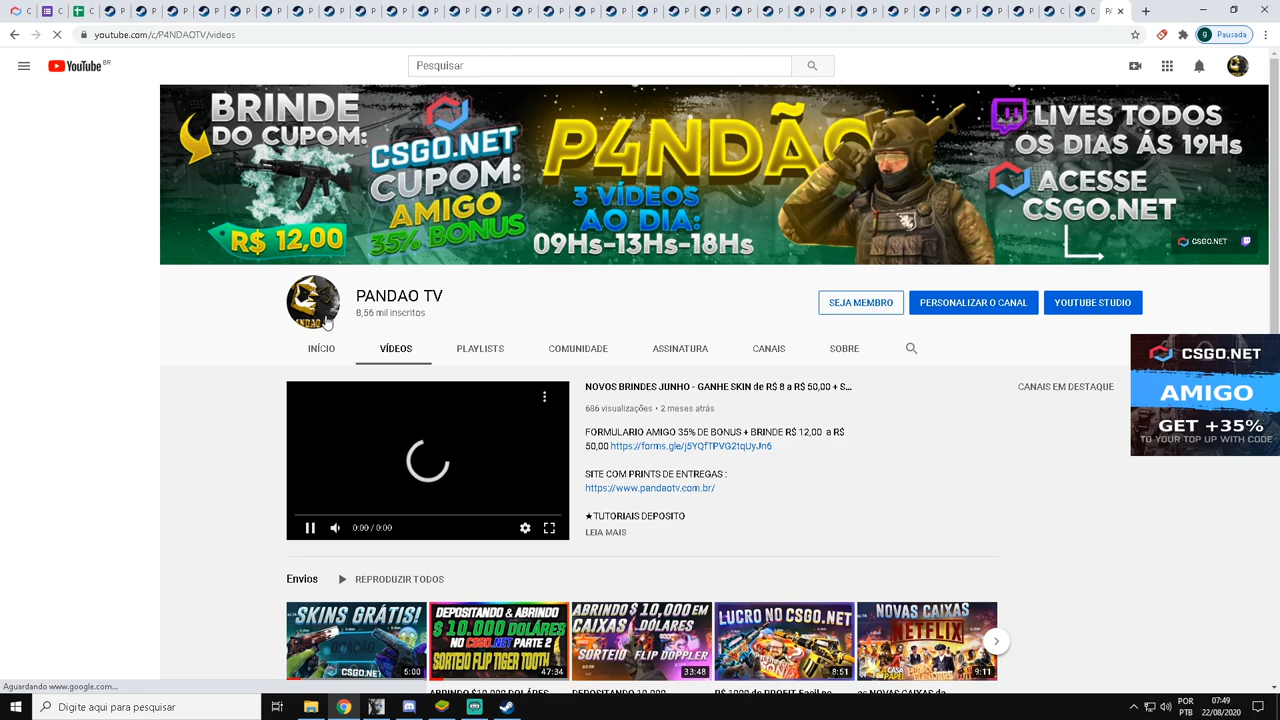 C
C
C
PA
youtube.com/c/P4NDAOTV/videos
g
Pausada
YouTube BR
Pesquisar
BRINDE
DO CUPOM:
R$ 12,00
CSGO.NET
CUPOM:
AMIGO
35% BONUS
P4NDÃO
3 VÍDEOS
AO DIA:
09Hs-13Hs-18Hs
LIVES TODOS
OS DIAS ÁS 19Hs
ACESSE
CSGO.NET
CSGO.NET
PANDAO TV
8,56 mil inscritos
SEJA MEMBRO
PERSONALIZAR O CANAL
YOUTUBE STUDIO
INÍCIO
VÍDEOS
PLAYLISTS
COMUNIDADE
ASSINATURA
CANAIS
SOBRE
NOVOS BRINDES JUNHO - GANHE SKIN de R$ 8 a R$ 50,00 + S...
686 visualizações • 2 meses atrás
FORMULARIO AMIGO 35% DE BONUS + BRINDE R$ 12,00 a R$
50,00 https://forms.gle/j5YQfTPVG2tqUyJn6
SITE COM PRINTS DE ENTREGAS :
https://www.pandaotv.com.br/
★TUTORIAIS DEPOSITO
LEIA MAIS
0:00 / 0:00
CANAIS EM DESTAQUE
CSGO.NET
AMIGO
GET +35%
TO YOUR TOP UP WITH CODE
Envios
REPRODUZIR TODOS
SKINS GRÁTIS!
CSGO.NET
5:00
DEPOSITANDO & ABRINDO
$ 10.000 DOLÁRES
NO CSGO.NET PARTE 2
SORTEIO FLIP TIGER TOOTH
47:34
ABRINDO $ 10,000 EM
CAIXAS DÓLARES
SORTEIO FLIP DOPPLER
33:48
LUCRO NO CSGO.NET
8:51
NOVAS CAIXAS
NETFLIX
9:11
Aguardando www.google.com...
Digite aqui para pesquisar
POR
PTB
07:49
22/08/2020